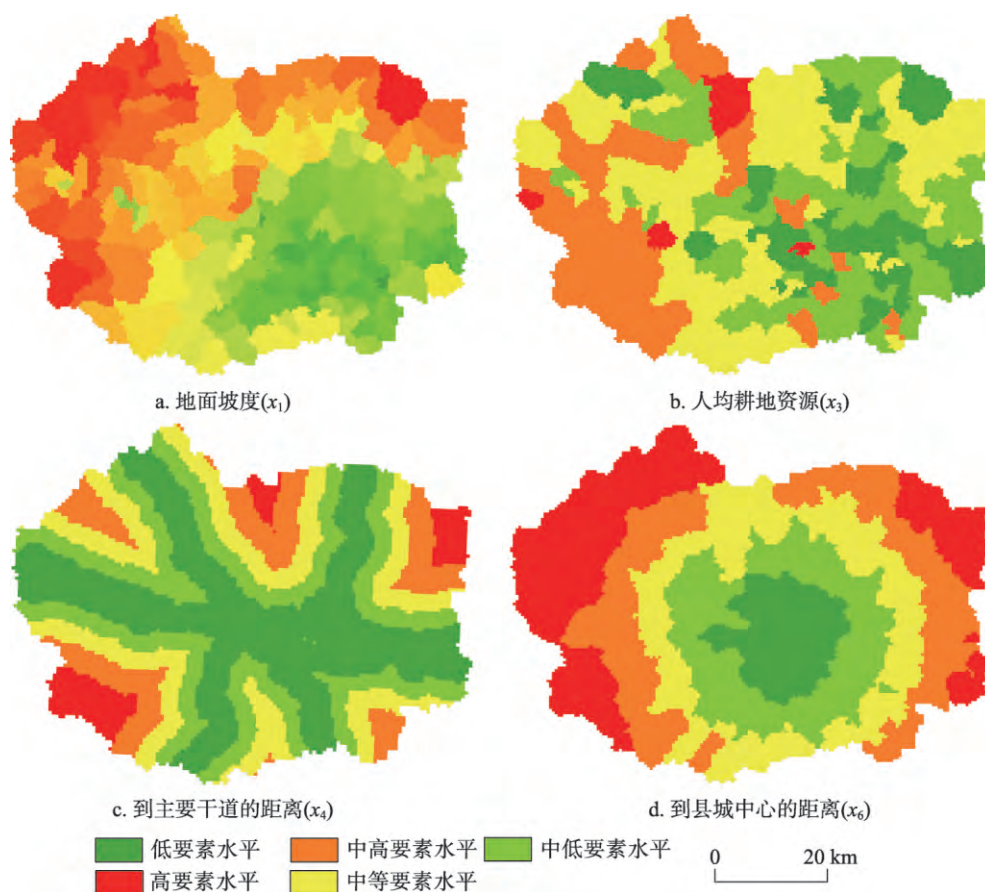 a. 地面坡度(x₁)
b. 人均耕地资源(x₃)
c. 到主要干道的距离(x₄)
d. 到县城中心的距离(x₆)
低要素水平
中高要素水平
中低要素水平
高要素水平
中等要素水平
0
20 km